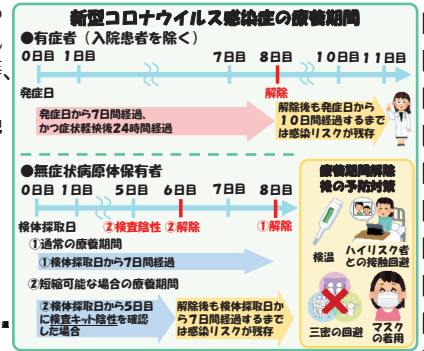 新型コロナウイルス感染症の療養期間
●有症者（入院患者を除く）
0日目 1日目 7日目 8日目 10日目 11日目
発症日 解除
発症日から7日間経過、
かつ症状軽快後24時間経過
解除後も発症日から
10日間経過するまで
は感染リスクが残存
●無症状病原体保有者
0日目 1日目 5日目 6日目 7日目 8日目
検体採取日 ②検査陰性 ②解除 ①解除
①通常の療養期間
①検体採取日から7日間経過
②短縮可能な場合の療養期間
②検体採取日から5日目
に検査キット陰性を確認
した場合
解除後も検体採取日か
ら7日間経過するまで
は感染リスクが残存
療養期間解除
後の予防対策
検温
ハイリスク者
との接触回避
三密の回避
マスク
の着用